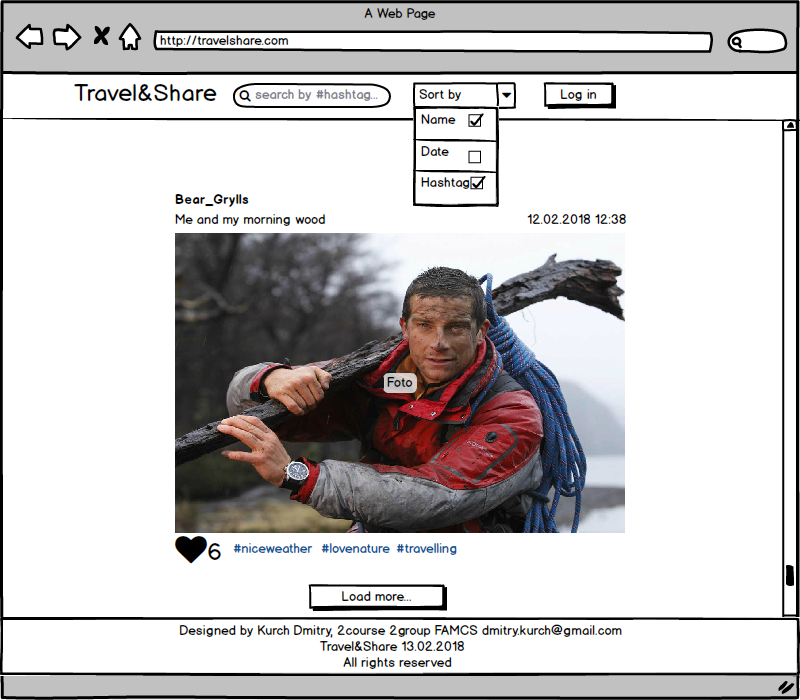 A Web Page
http://travelshare.com
Travel&Share
search by #hashtag...
Sort by
Log in
Name
Date
Hashtag
Bear_Grylls
Me and my morning wood 12.02.2018 12:38
Foto
6 #niceweather #lovenature #travelling
Load more...
Designed by Kurch Dmitry, 2course 2group FAMCS dmitry.kurch@gmail.com
Travel&Share 13.02.2018
All rights reserved